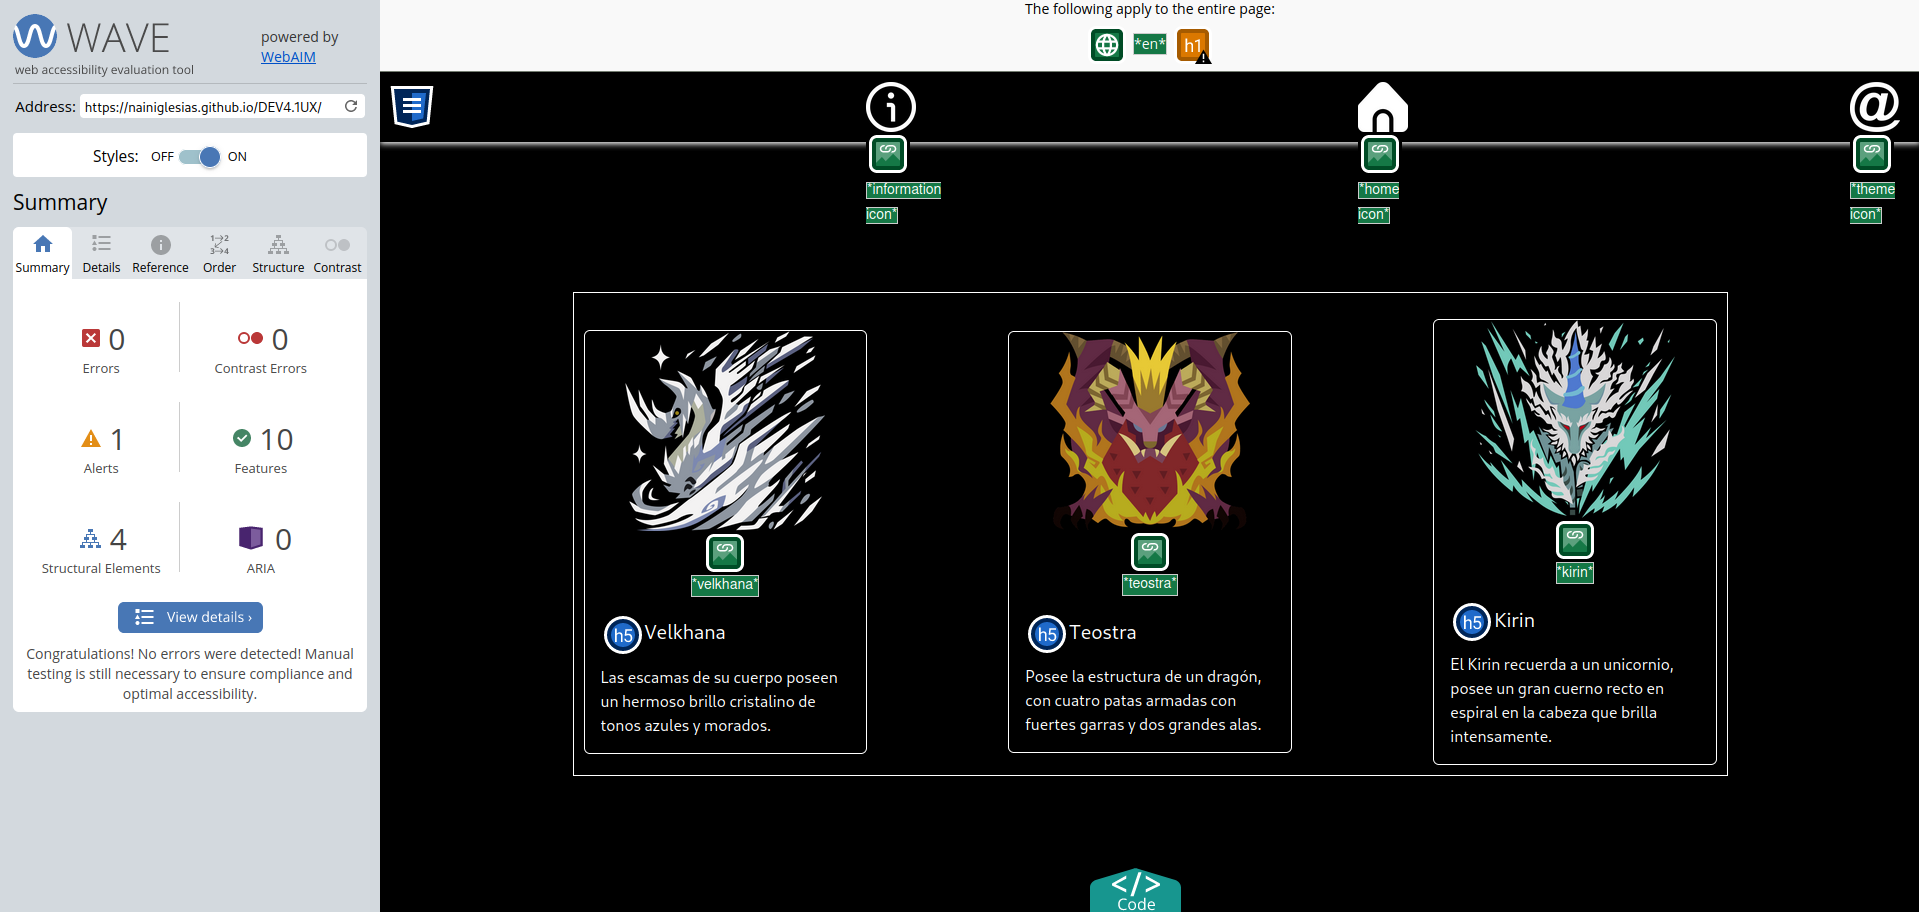 WAVE
web accessibility evaluation tool
powered by
WebAIM
Address: https://nainiglesias.github.io/DEV4.1UX/
Styles: OFF ON
Summary
Summary Details Reference Order Structure Contrast
0 Errors
0 Contrast Errors
1 Alerts
10 Features
4 Structural Elements
0 ARIA
View details ›
Congratulations! No errors were detected! Manual
testing is still necessary to ensure compliance and
optimal accessibility.
The following apply to the entire page:
*en* h1
*information
icon*
*home
icon*
*theme
icon*
*velkhana*
h5 Velkhana
Las escamas de su cuerpo poseen
un hermoso brillo cristalino de
tonos azules y morados.
*teostra*
h5 Teostra
Posee la estructura de un dragón,
con cuatro patas armadas con
fuertes garras y dos grandes alas.
*kirin*
h5 Kirin
El Kirin recuerda a un unicornio,
posee un gran cuerno recto en
espiral en la cabeza que brilla
intensamente.
</>
Code